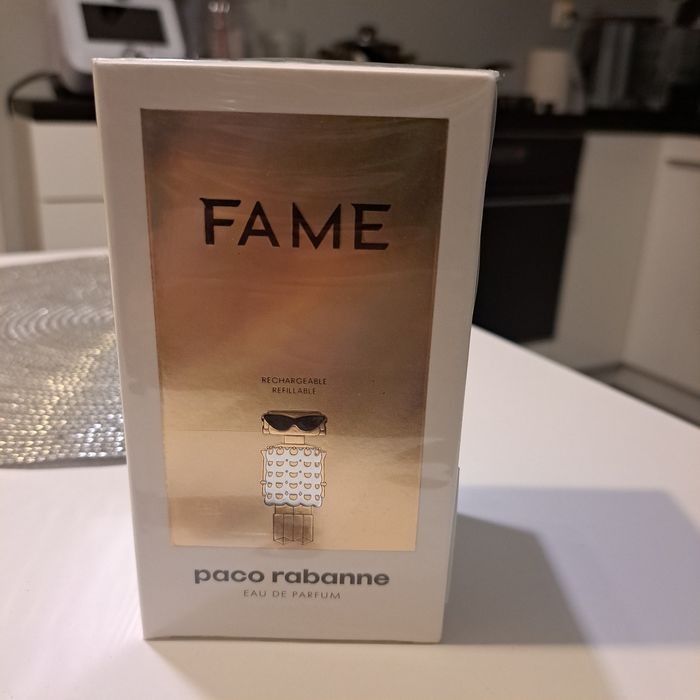 FAME
RECHARGEABLE
REFILLABLE
paco rabanne
EAU DE PARFUM